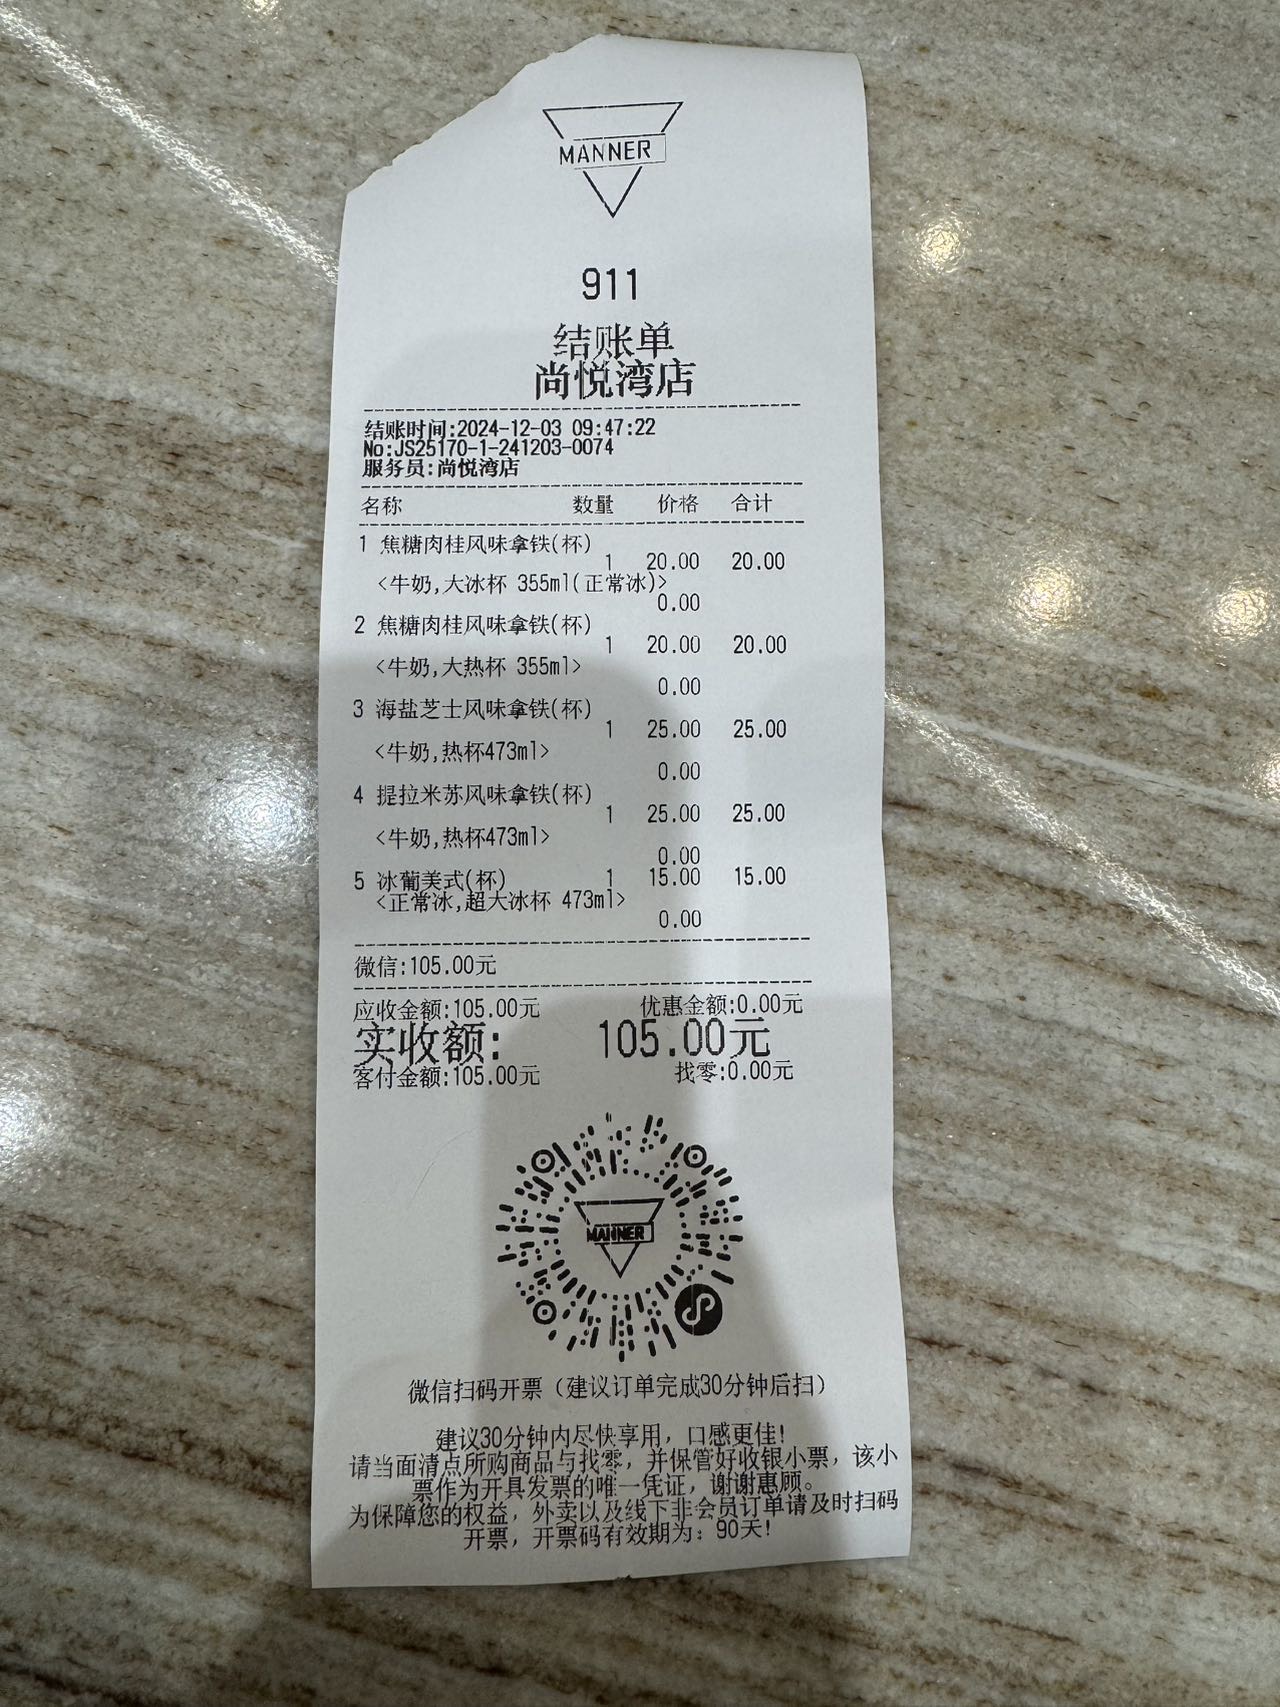 MANNER
911
结账单
尚悦湾店
结账时间:2024-12-03 09:47:22
No:JS25170-1-241203-0074
服务员:尚悦湾店
名称 数量 价格 合计
1 焦糖肉桂风味拿铁(杯)
1 20.00 20.00
<牛奶,大冰杯 355ml(正常冰)>
0.00
2 焦糖肉桂风味拿铁(杯)
1 20.00 20.00
<牛奶,大热杯 355ml>
0.00
3 海盐芝士风味拿铁(杯)
1 25.00 25.00
<牛奶,热杯473ml>
0.00
4 提拉米苏风味拿铁(杯)
1 25.00 25.00
<牛奶,热杯473ml>
0.00
5 冰葡美式(杯) 1 15.00 15.00
<正常冰,超大冰杯 473ml>
0.00
微信:105.00元
应收金额:105.00元 优惠金额:0.00元
实收额: 105.00元
客付金额:105.00元 找零:0.00元
MANNER
微信扫码开票（建议订单完成30分钟后扫）
建议30分钟内尽快享用，口感更佳!
请当面清点所购商品与找零，并保管好收银小票，该小
票作为开具发票的唯一凭证，谢谢惠顾。
为保障您的权益，外卖以及线下非会员订单请及时扫码
开票，开票码有效期为：90天!